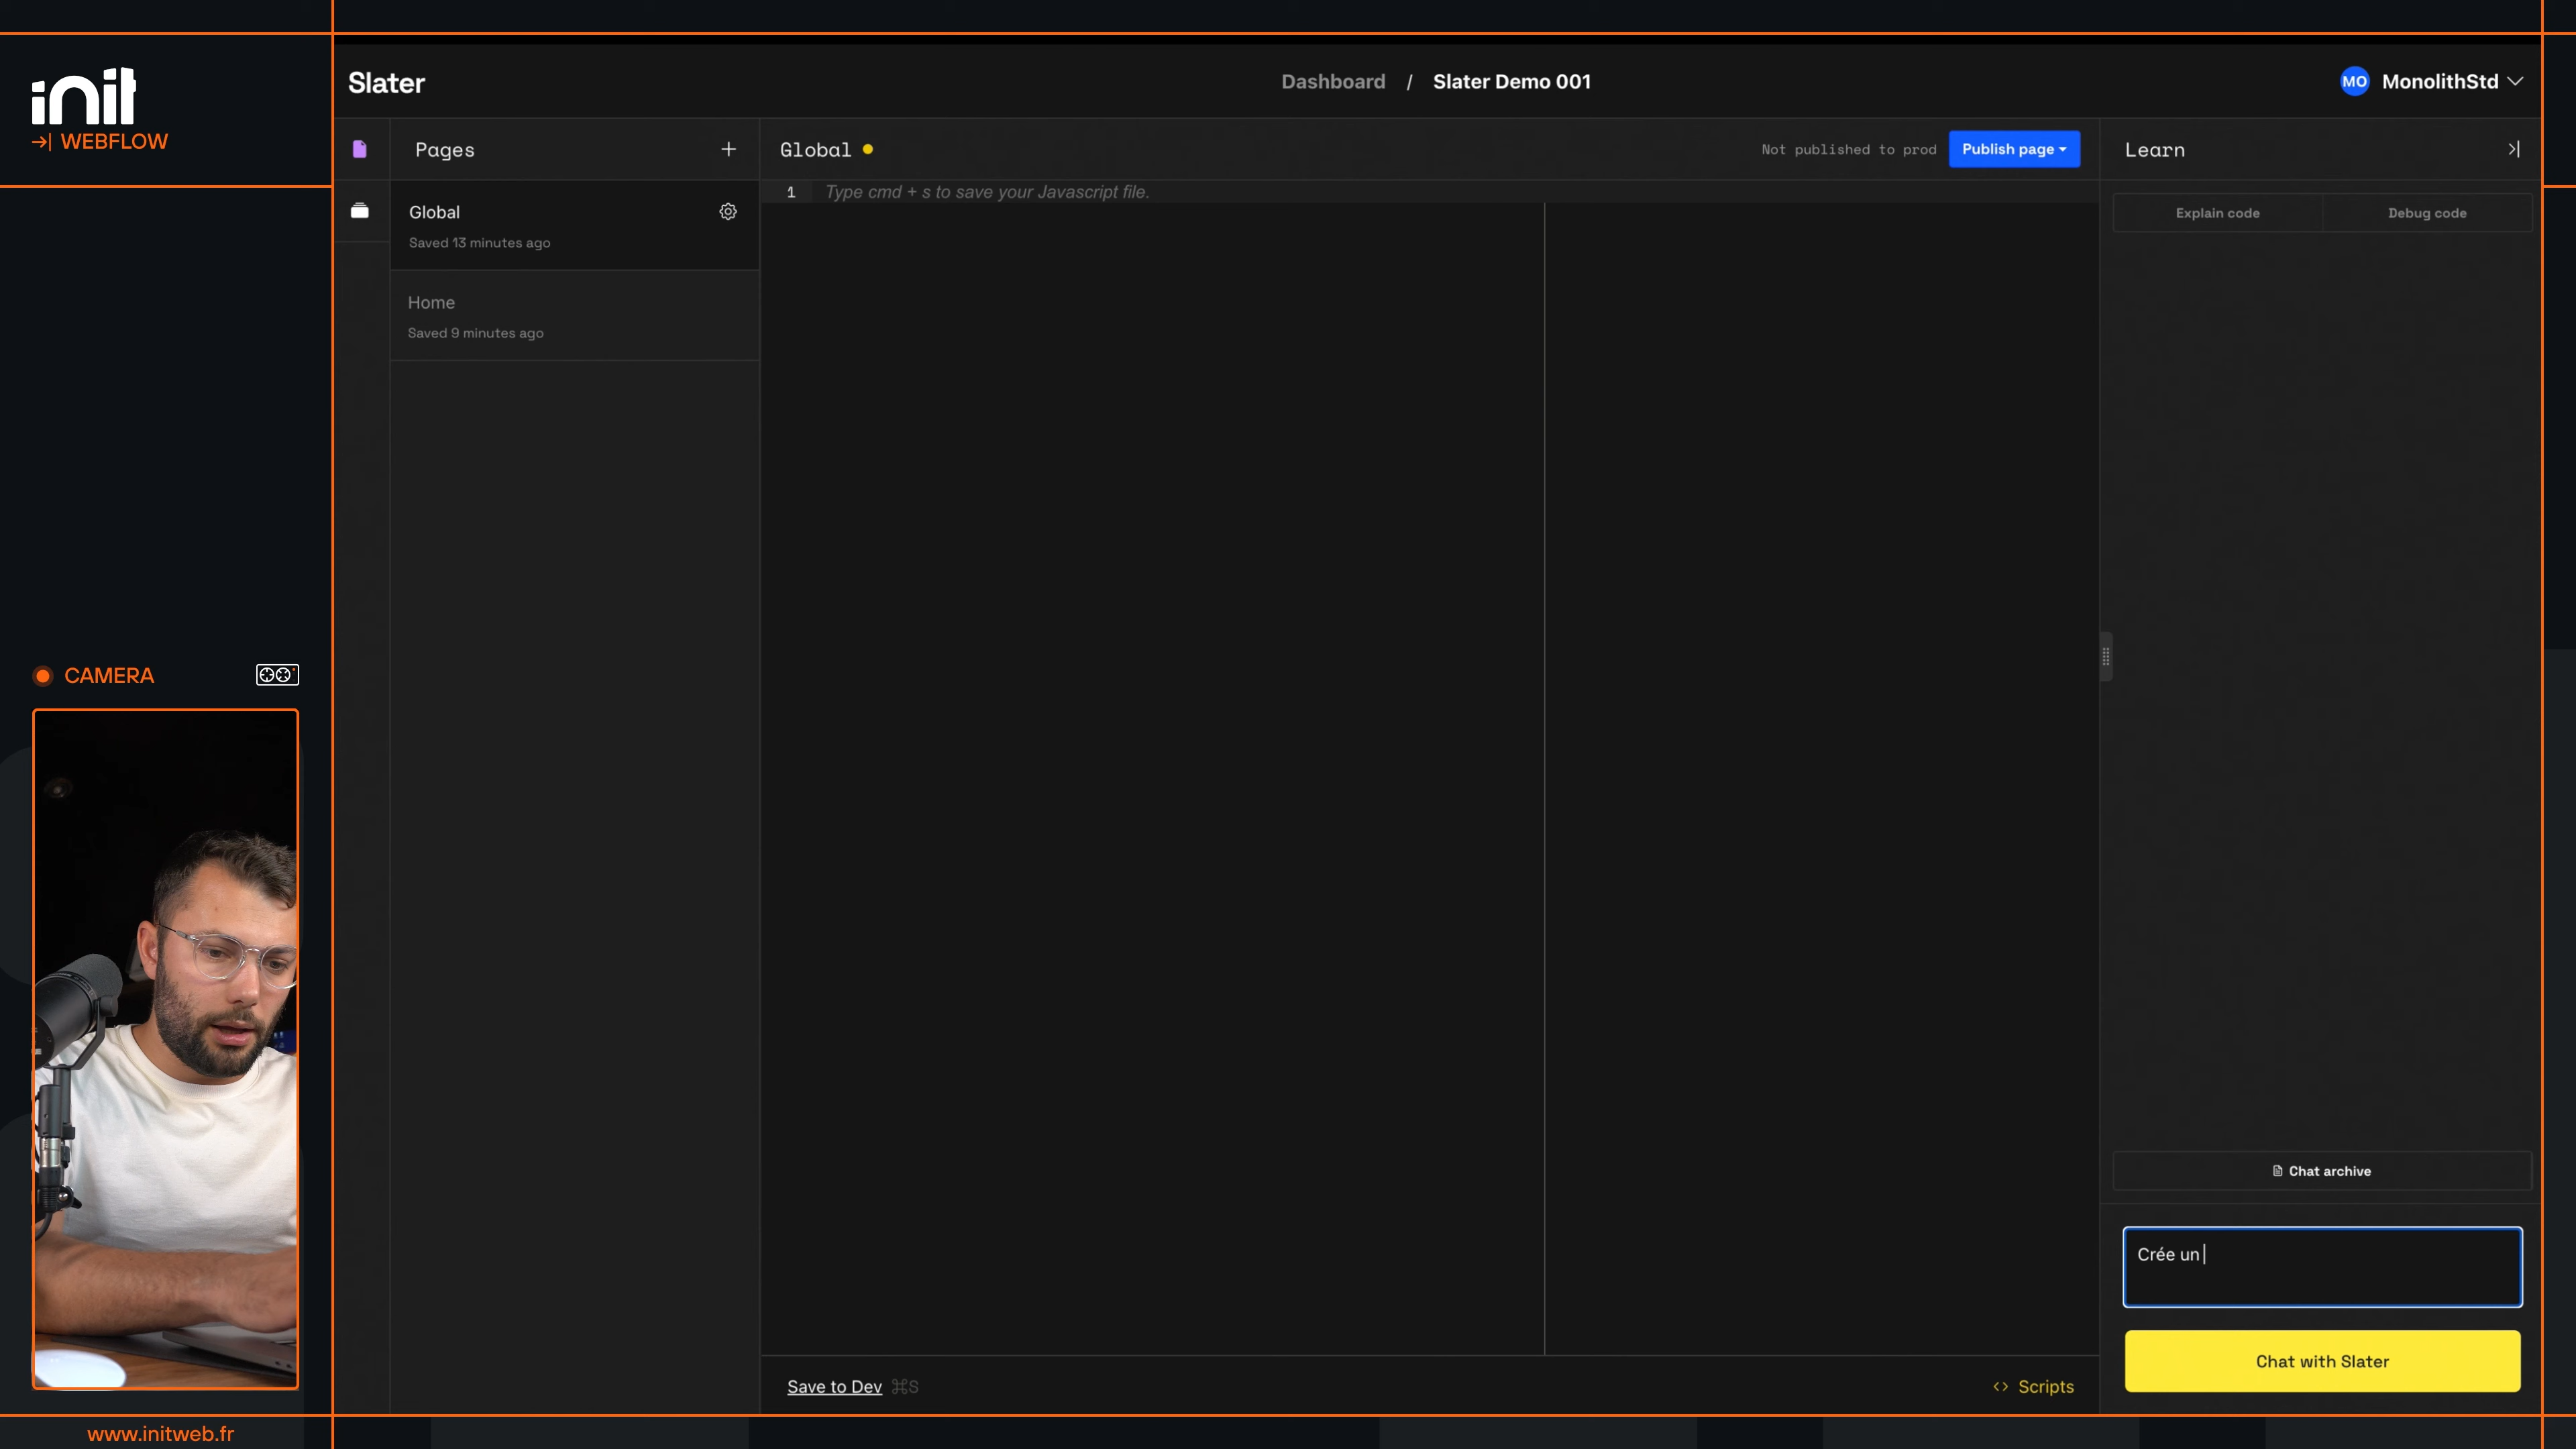 init
WEBFLOW
CAMERA
www.initweb.fr
Slater
Dashboard / Slater Demo 001
MO MonolithStd
Pages
Global
Saved 13 minutes ago
Home
Saved 9 minutes ago
Global
Not published to prod
Publish page
1 Type cmd + s to save your Javascript file.
Save to Dev ⌘S
<> Scripts
Learn
Explain code
Debug code
Chat archive
Crée un
Chat with Slater